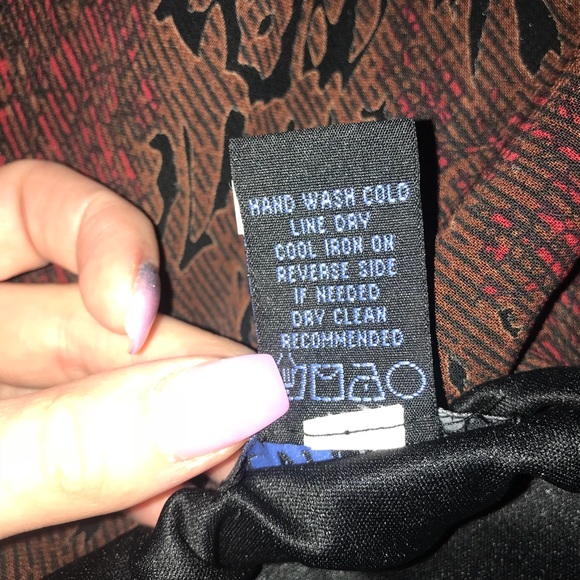 HAND WASH COLD
LINE DRY
COOL IRON ON
REVERSE SIDE
IF NEEDED
DRY CLEAN
RECOMMENDED